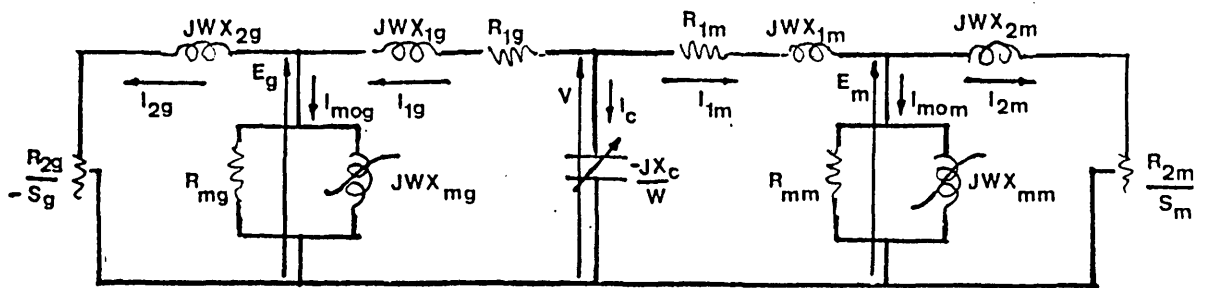 JWX2g
JWX1g
R1g
R1m
JWX1m
JWX2m
I2g
Eg
Imog
I1g
V
Ic
I1m
Em
Imom
I2m
R2g
-Sg
Rmg
JWXmg
-JXc
W
Rmm
JWXmm
R2m
Sm